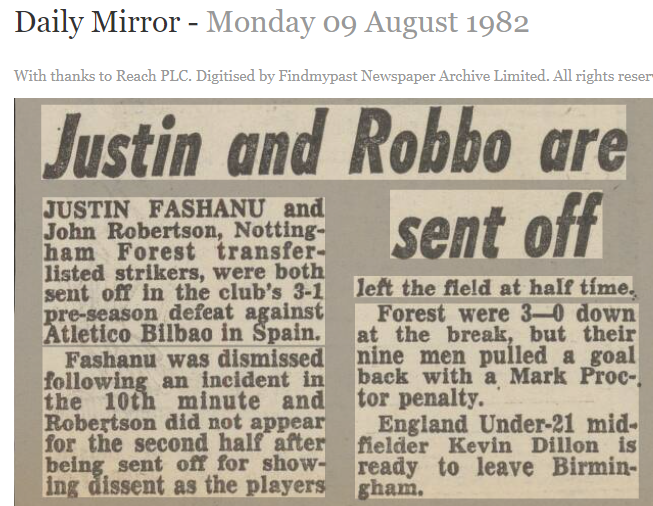 Daily Mirror - Monday 09 August 1982
With thanks to Reach PLC. Digitised by Findmypast Newspaper Archive Limited. All rights reser
Justin and Robbo are
sent off
JUSTIN FASHANU and
John Robertson, Notting-
ham Forest transfer-
listed strikers, were both
sent off in the club's 3-1
pre-season defeat against
Atletico Bilbao in Spain.
Fashanu was dismissed
following an incident in
the 10th minute and
Robertson did not appear
for the second half after
being sent off for show-
ing dissent as the players
left the field at half time.
Forest were 3—0 down
at the break, but their
nine men pulled a goal
back with a Mark Proc-
tor penalty.
England Under-21 mid-
fielder Kevin Dillon is
ready to leave Birmin-
gham.